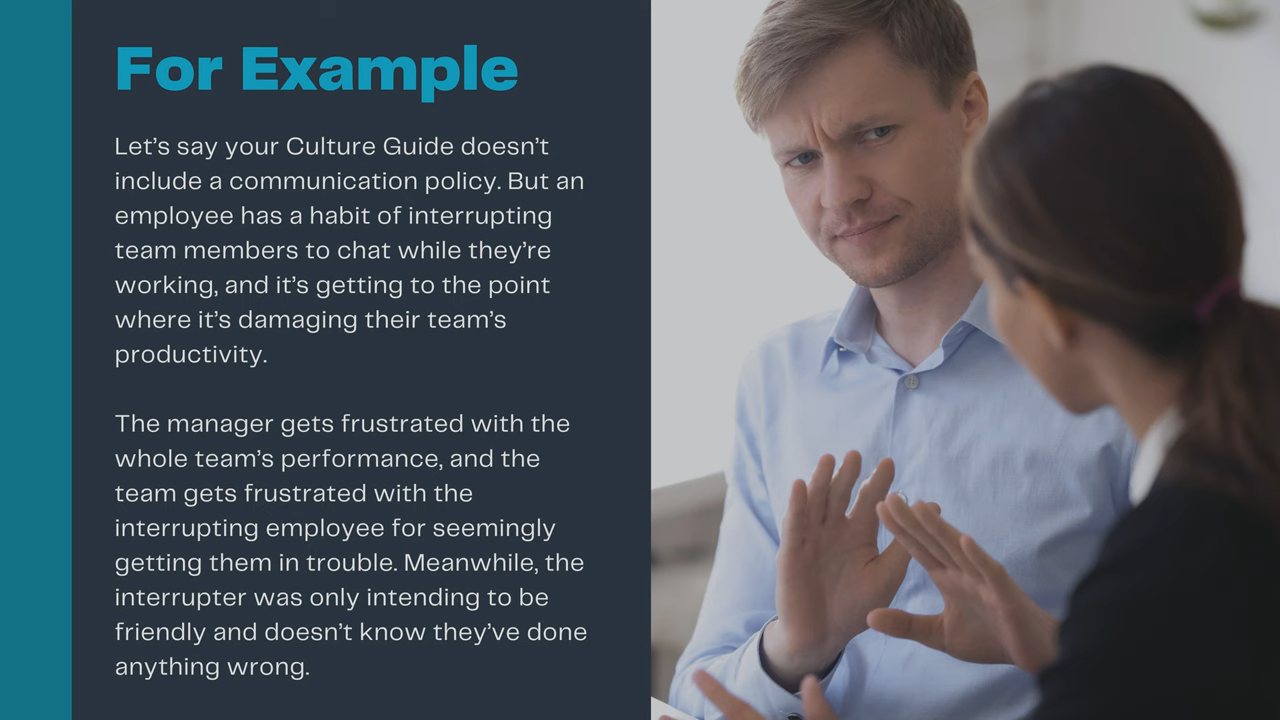 For Example
Let’s say your Culture Guide doesn’t
include a communication policy. But an
employee has a habit of interrupting
team members to chat while they’re
working, and it’s getting to the point
where it’s damaging their team’s
productivity.
The manager gets frustrated with the
whole team’s performance, and the
team gets frustrated with the
interrupting employee for seemingly
getting them in trouble. Meanwhile, the
interrupter was only intending to be
friendly and doesn’t know they’ve done
anything wrong.